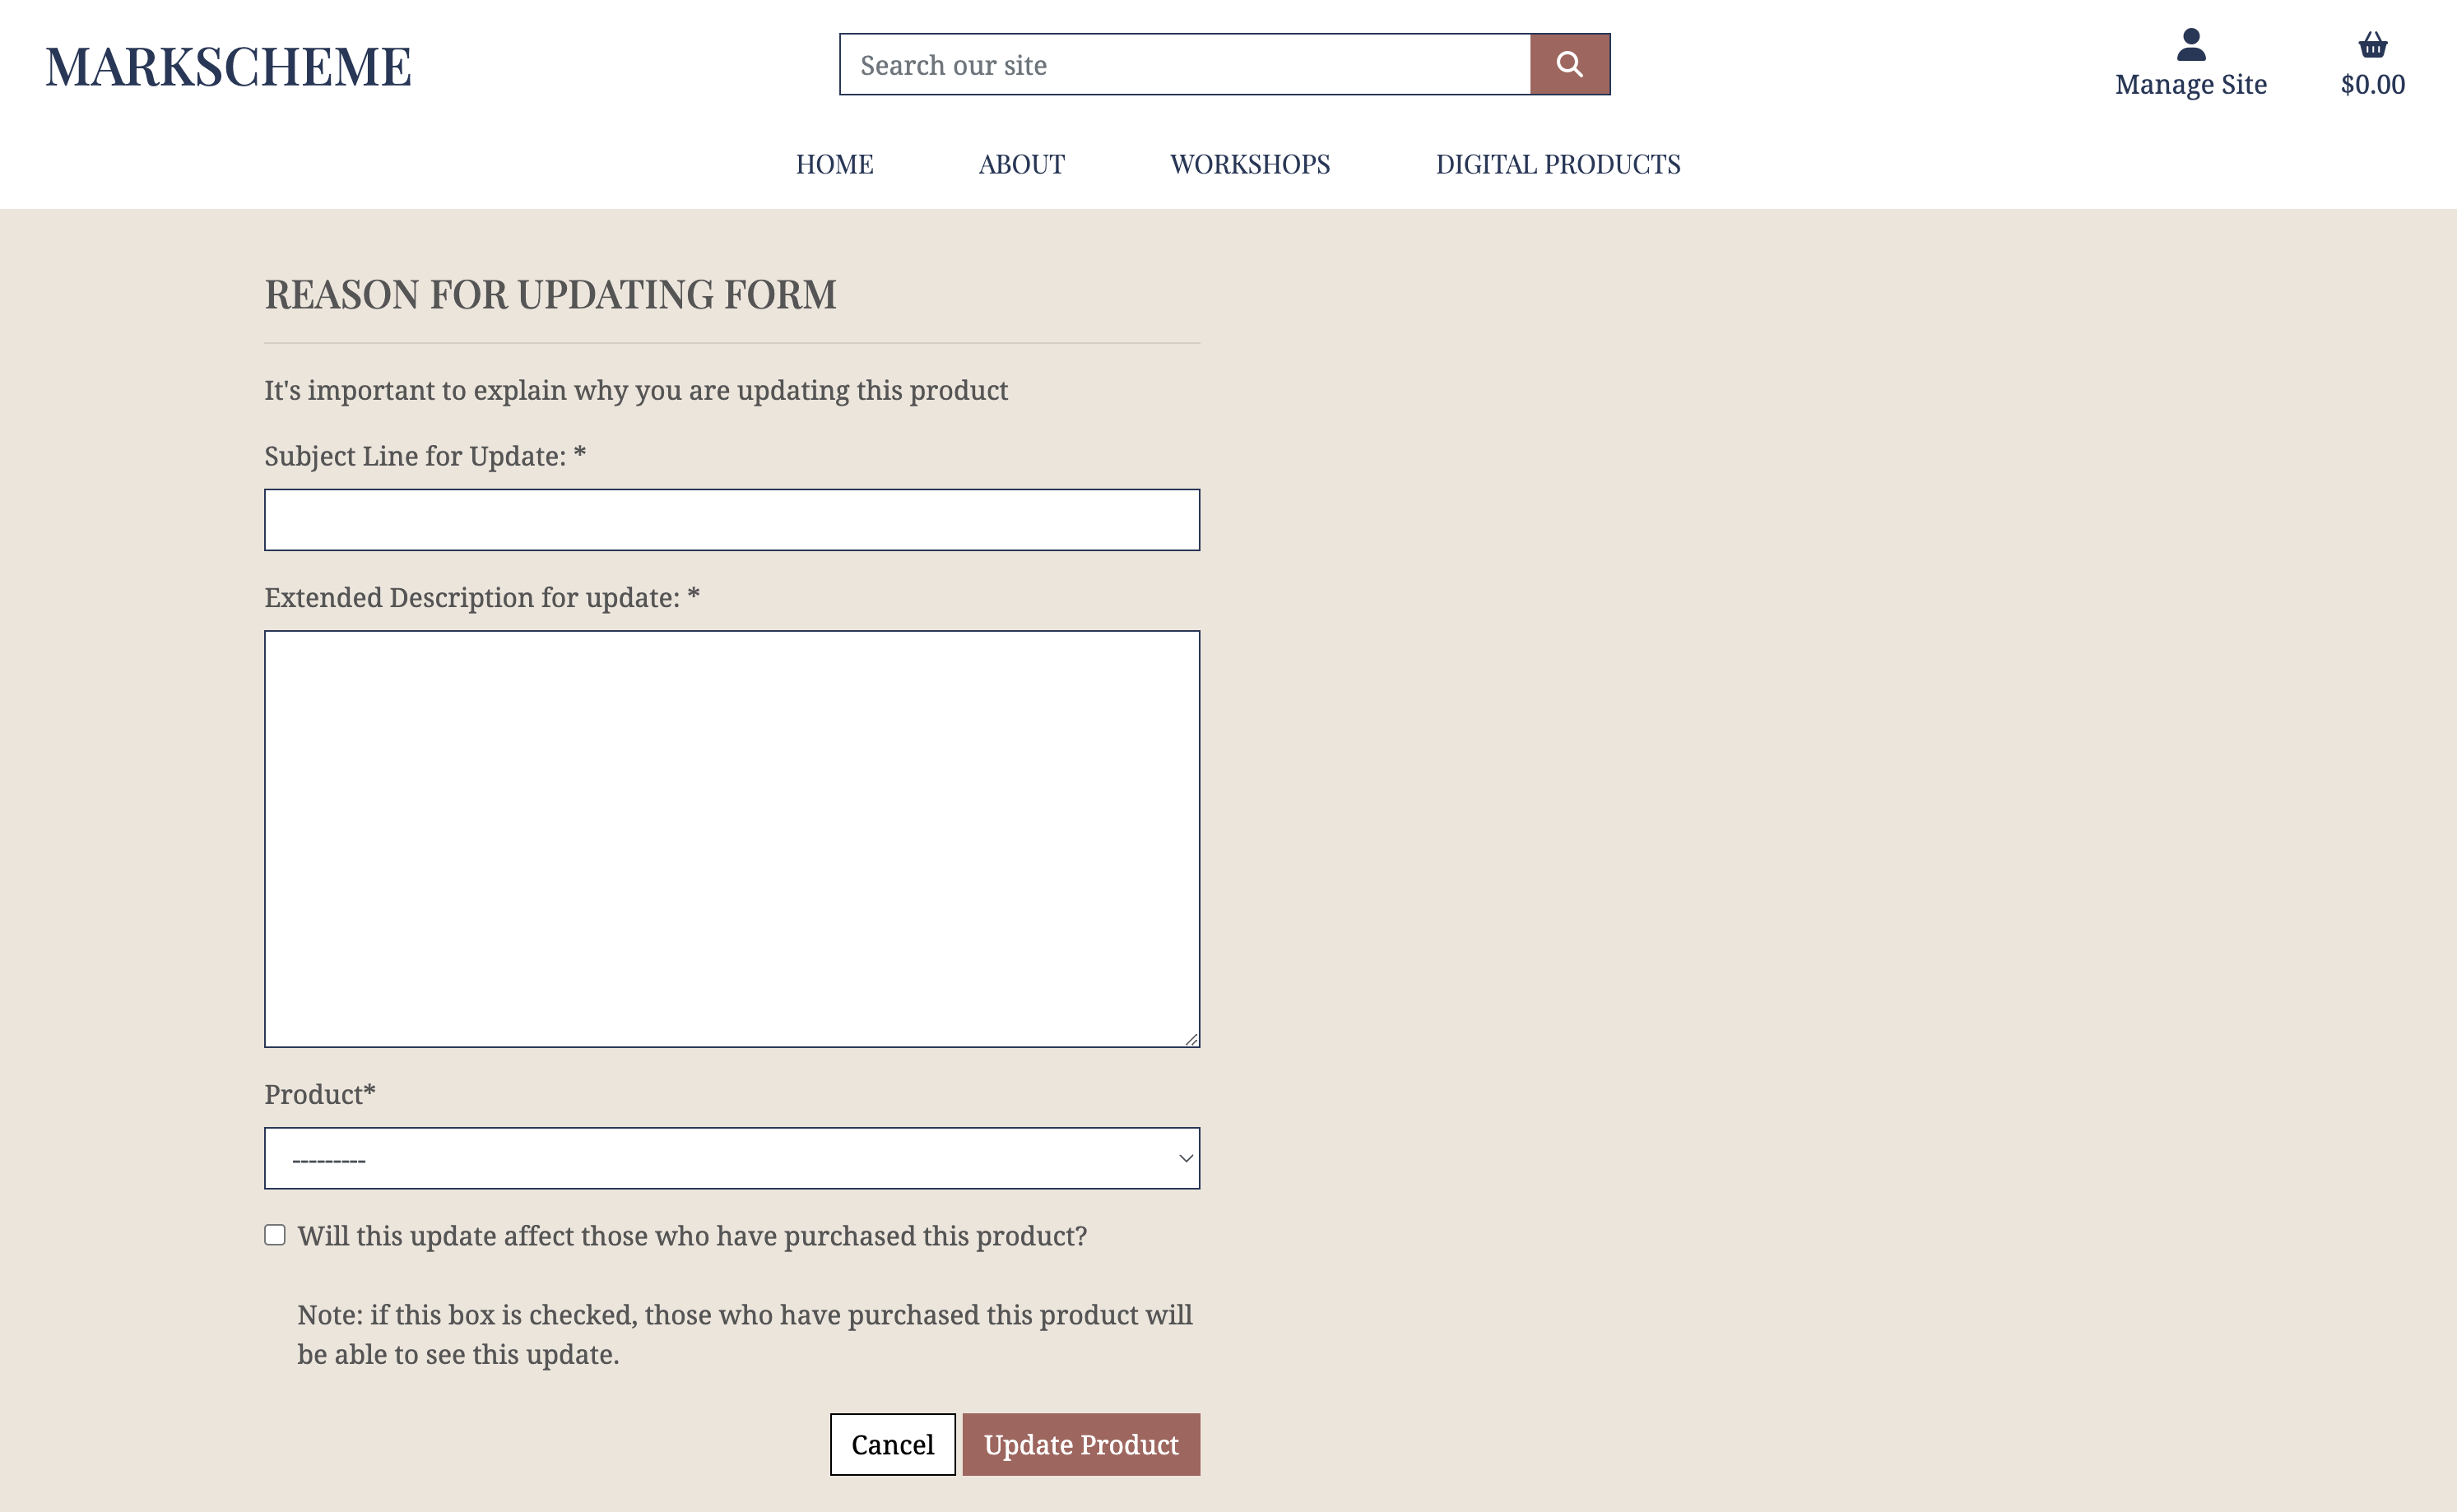 MARKSCHEME
Search our site
Manage Site
$0.00
HOME ABOUT WORKSHOPS DIGITAL PRODUCTS
REASON FOR UPDATING FORM
It's important to explain why you are updating this product
Subject Line for Update: *
Extended Description for update: *
Product*
---------
Will this update affect those who have purchased this product?
Note: if this box is checked, those who have purchased this product will
be able to see this update.
Cancel Update Product